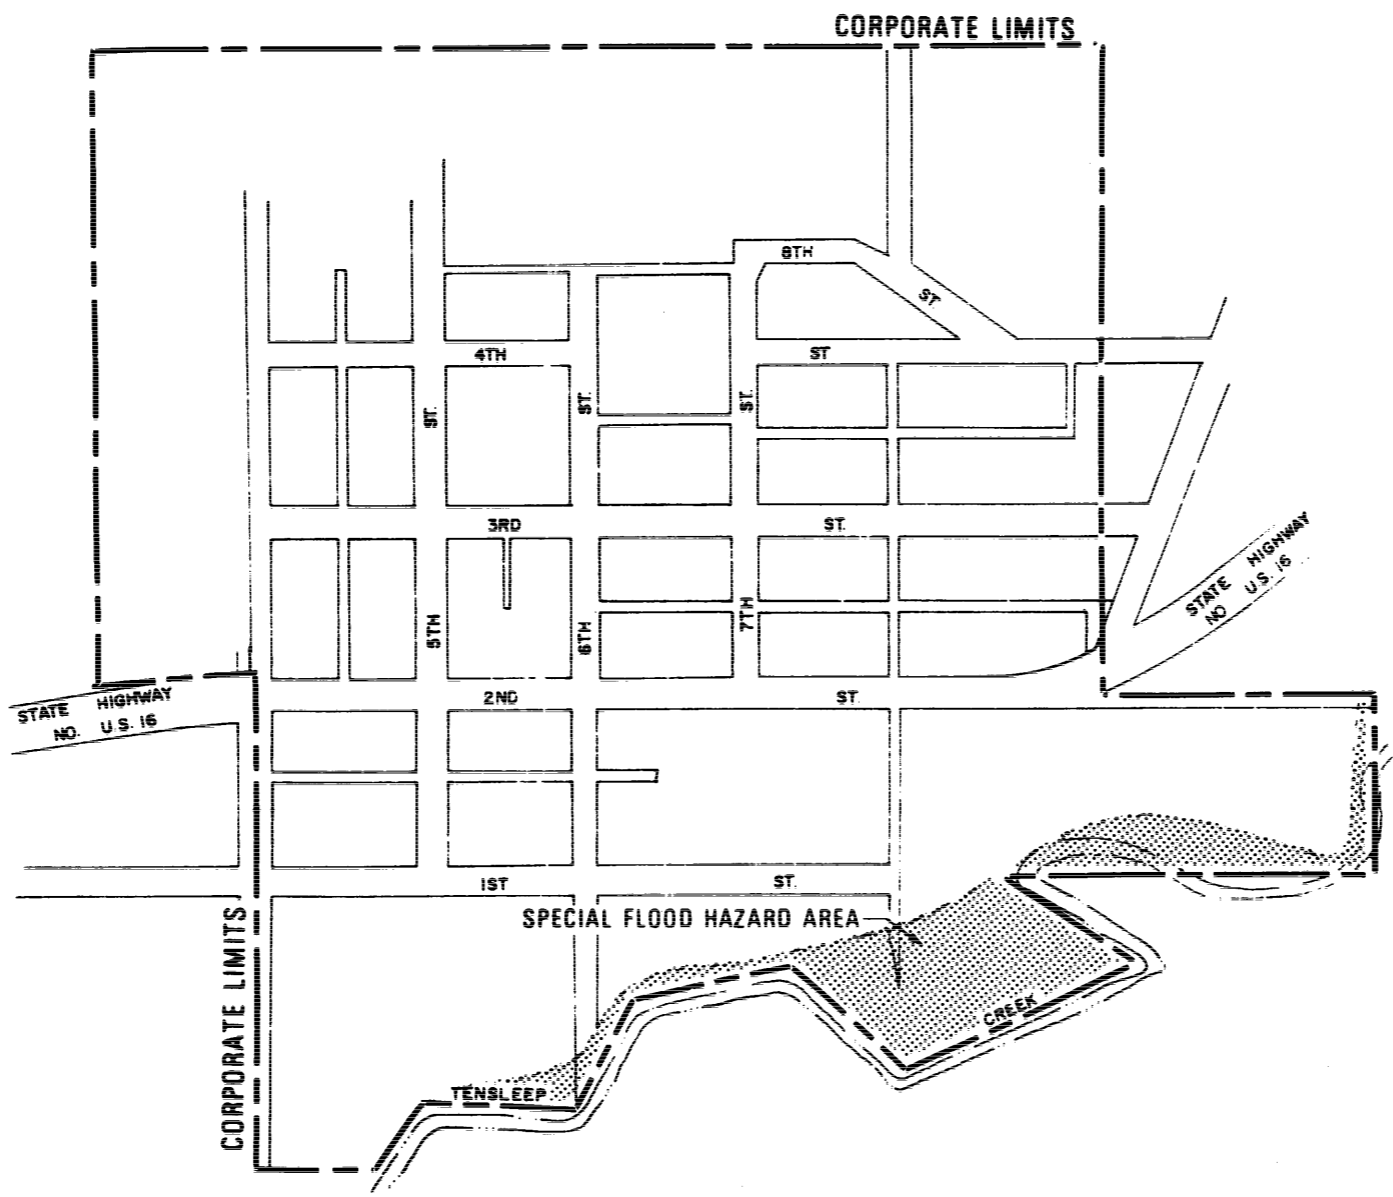 CORPORATE LIMITS
8TH
ST.
4TH ST
ST.
ST.
ST.
3RD ST.
STATE HIGHWAY
NO U.S. 16
5TH
6TH
7TH
2ND ST.
STATE HIGHWAY
NO. U.S. 16
1ST ST.
SPECIAL FLOOD HAZARD AREA
CORPORATE LIMITS
CREEK
TENSLEEP